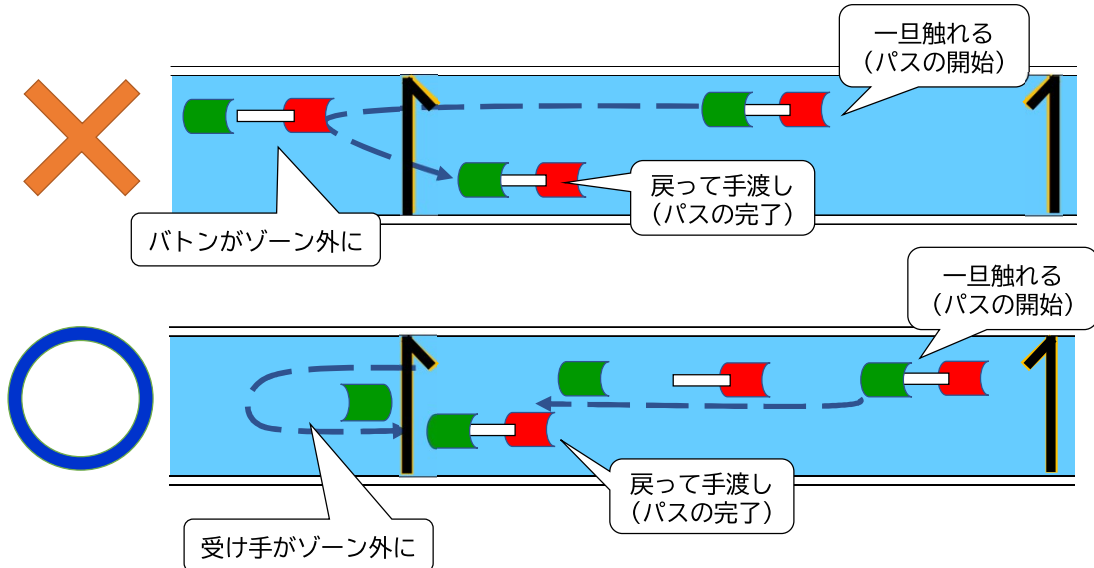 一旦触れる
（パスの開始）
戻って手渡し
（パスの完了）
バトンがゾーン外に
一旦触れる
（パスの開始）
戻って手渡し
（パスの完了）
受け手がゾーン外に